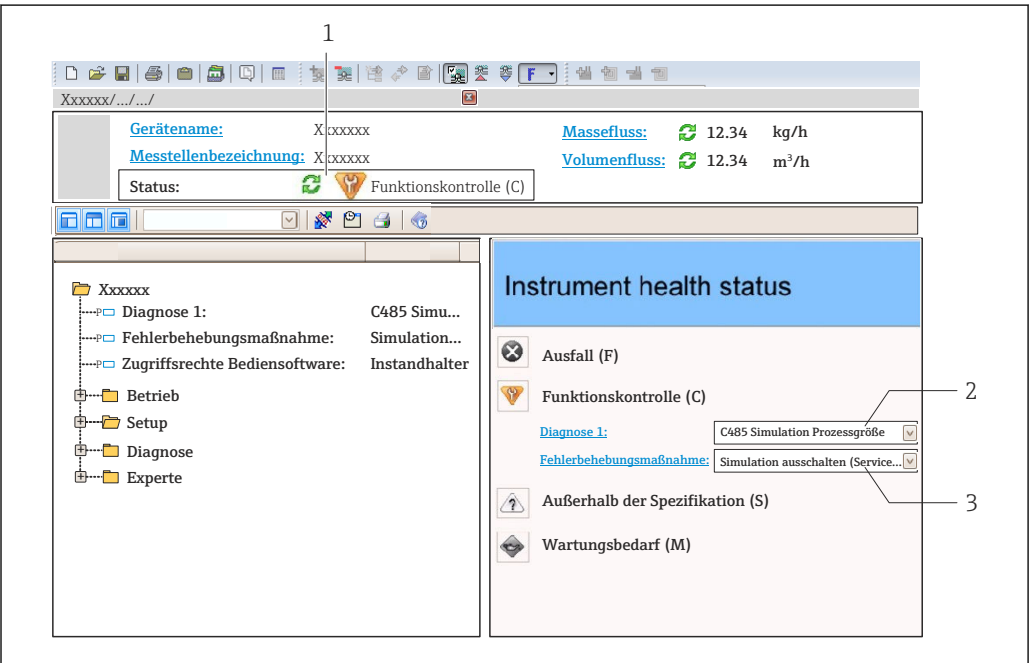 1
F
Xxxxxx/.../.../
Gerätename: Xxxxxxx Massefluss: 12.34 kg/h
Messtellenbezeichnung: Xxxxxxx Volumenfluss: 12.34 m³/h
Status: Funktionskontrolle (C)
Xxxxxx
Diagnose 1: C485 Simu...
Fehlerbehebungsmaßnahme: Simulation...
Zugriffsrechte Bediensoftware: Instandhalter
Betrieb
Setup
Diagnose
Experte
Instrument health status
Ausfall (F)
Funktionskontrolle (C)
2
Diagnose 1: C485 Simulation Prozessgröße
Fehlerbehebungsmaßnahme: Simulation ausschalten (Service...
3
Außerhalb der Spezifikation (S)
Wartungsbedarf (M)